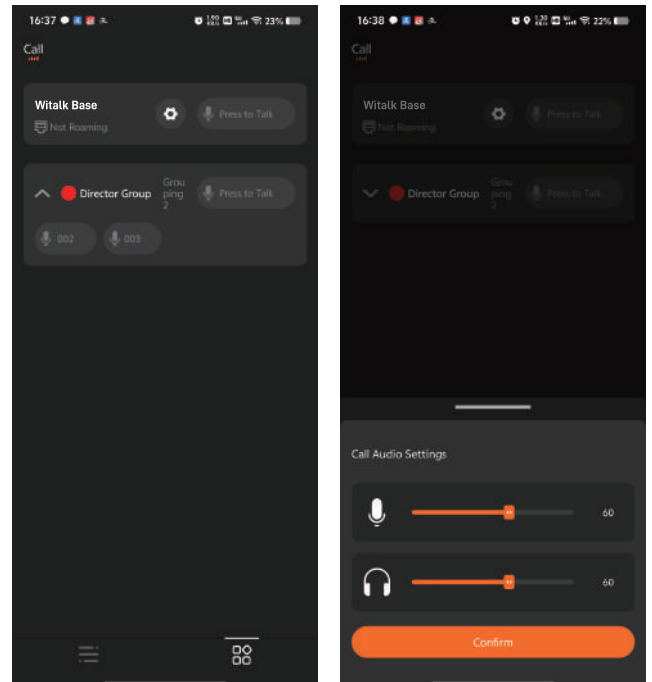 16:37
23%
Call
Witalk Base
Not Roaming
Press to Talk
Director Group
Grou
ping
2
Press to Talk
002
003
16:38
22%
Call
Witalk Base
Not Roaming
Press to Talk
Director Group
Grou
ping
2
Press to Talk
Call Audio Settings
60
60
Confirm